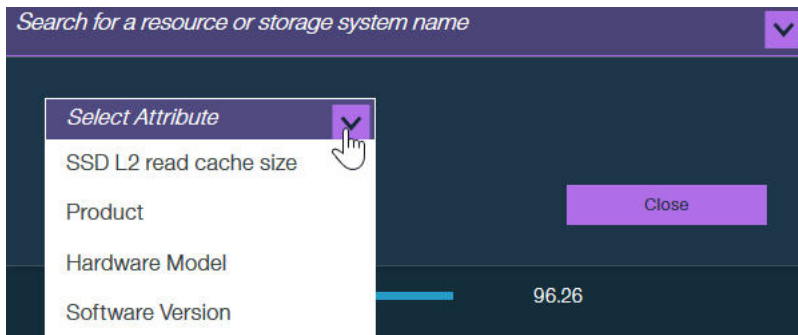 Search for a resource or storage system name
Select Attribute
SSD L2 read cache size
Product
Close
Hardware Model
96.26
Software Version